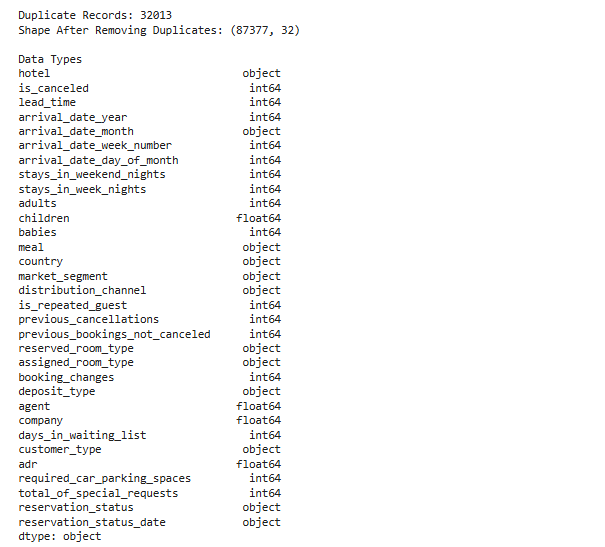 Duplicate Records: 32013
Shape After Removing Duplicates: (87377, 32)

Data Types
hotel object
is_canceled int64
lead_time int64
arrival_date_year int64
arrival_date_month object
arrival_date_week_number int64
arrival_date_day_of_month int64
stays_in_weekend_nights int64
stays_in_week_nights int64
adults int64
children float64
babies int64
meal object
country object
market_segment object
distribution_channel object
is_repeated_guest int64
previous_cancellations int64
previous_bookings_not_canceled int64
reserved_room_type object
assigned_room_type object
booking_changes int64
deposit_type object
agent float64
company float64
days_in_waiting_list int64
customer_type object
adr float64
required_car_parking_spaces int64
total_of_special_requests int64
reservation_status object
reservation_status_date object
dtype: object